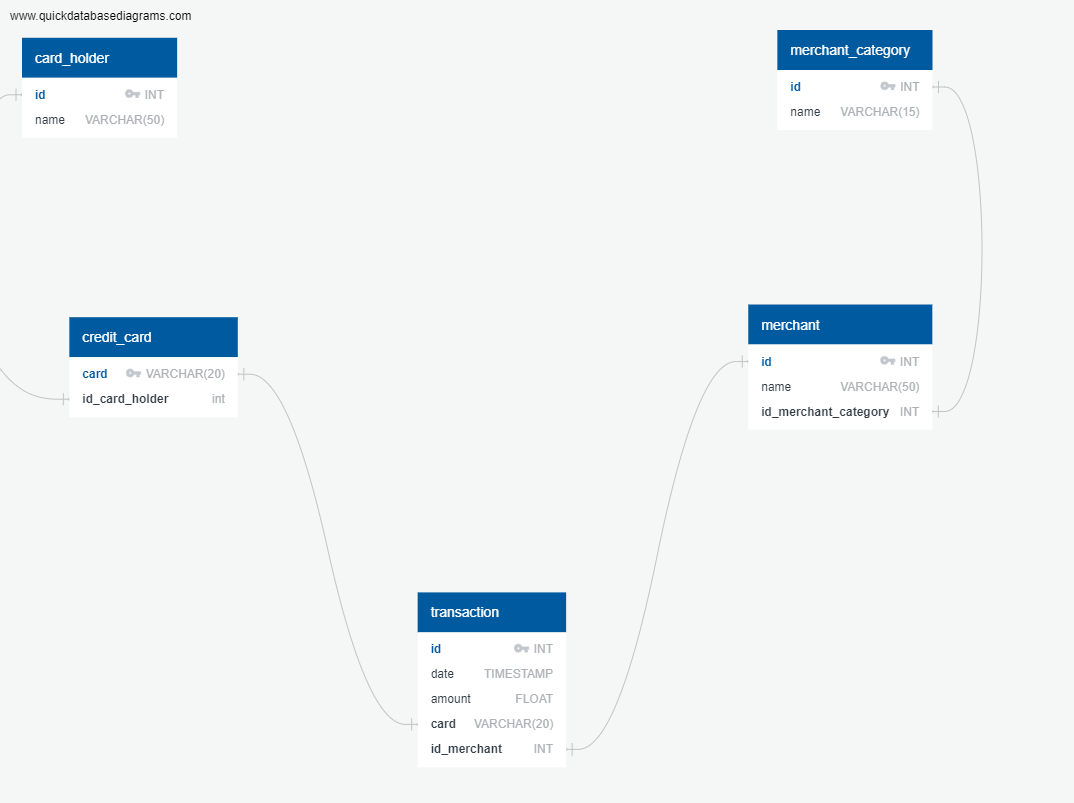 www.quickdatabasediagrams.com
card_holder
id INT
name VARCHAR(50)
merchant_category
id INT
name VARCHAR(15)
credit_card
card VARCHAR(20)
id_card_holder int
merchant
id INT
name VARCHAR(50)
id_merchant_category INT
transaction
id INT
date TIMESTAMP
amount FLOAT
card VARCHAR(20)
id_merchant INT